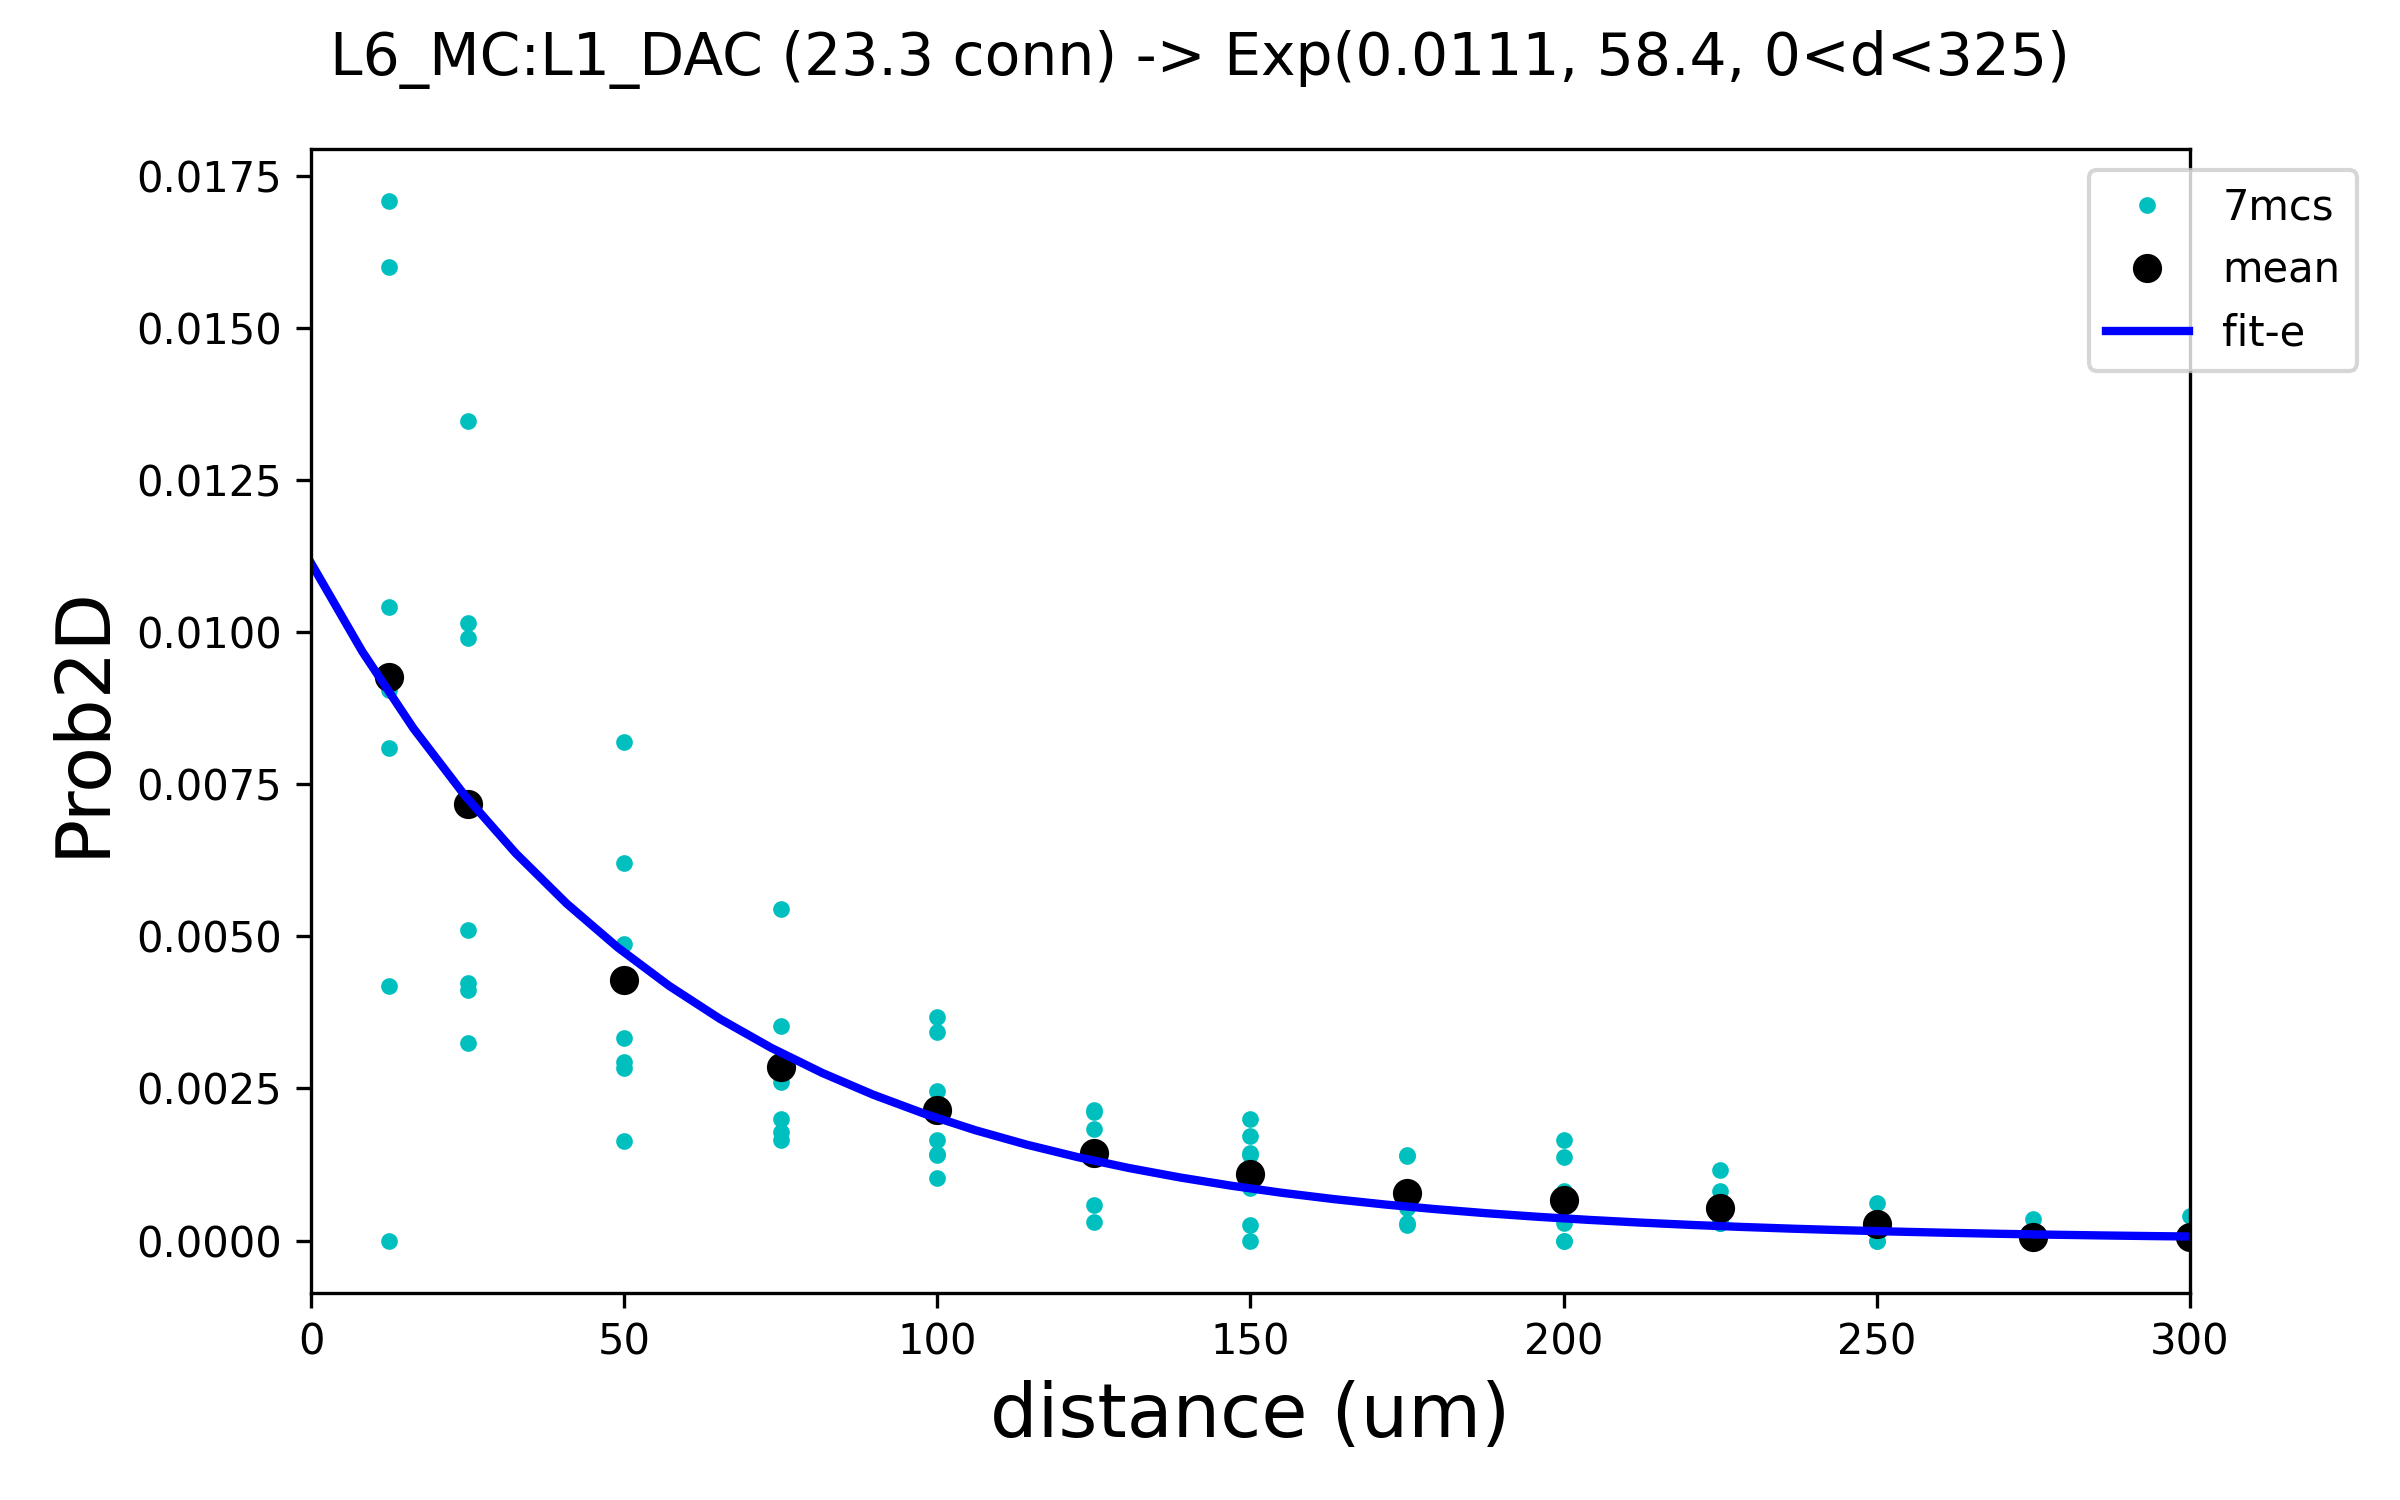 L6_MC:L1_DAC (23.3 conn) -> Exp(0.0111, 58.4, 0<d<325)
7mcs
mean
fit-e
Prob2D
0.0175
0.0150
0.0125
0.0100
0.0075
0.0050
0.0025
0.0000
0 50 100 150 200 250 300
distance (um)